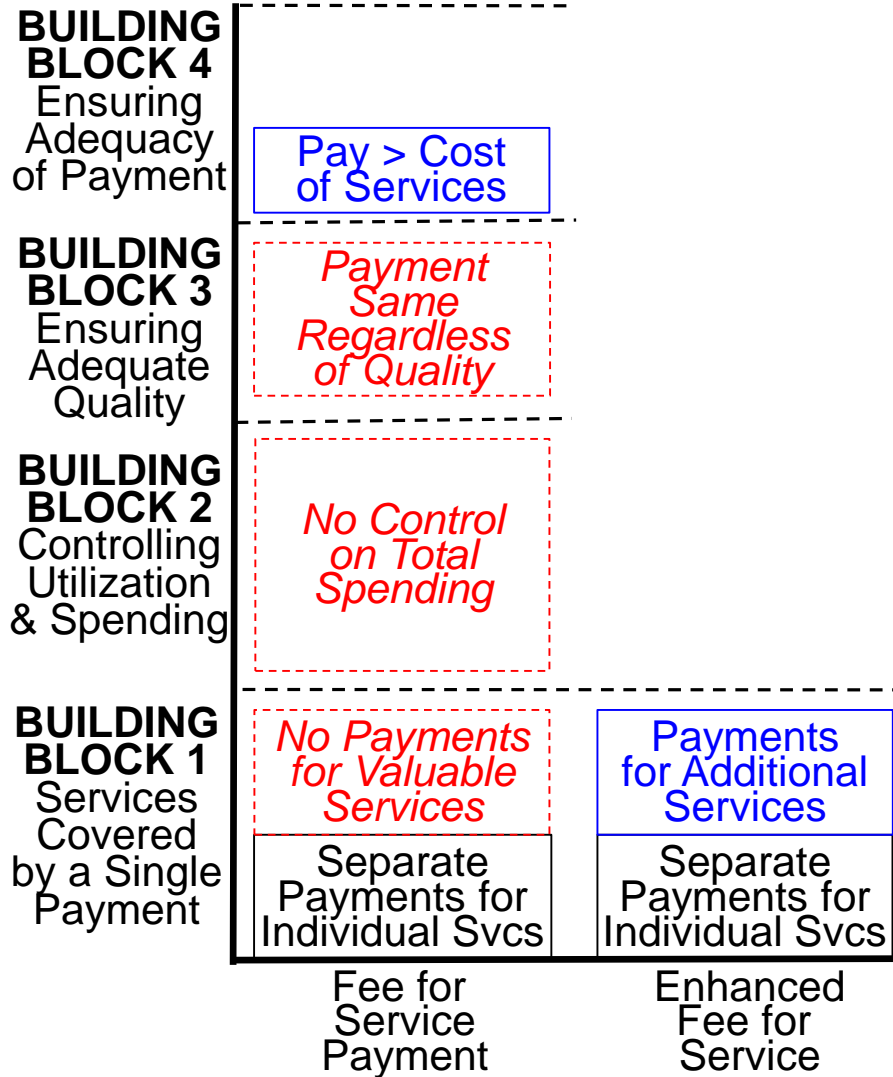 BUILDING
BLOCK 4
Ensuring
Adequacy
of Payment
Pay > Cost
of Services
BUILDING
BLOCK 3
Ensuring
Adequate
Quality
Payment
Same
Regardless
of Quality
BUILDING
BLOCK 2
Controlling
Utilization
& Spending
No Control
on Total
Spending
BUILDING
BLOCK 1
Services
Covered
by a Single
Payment
No Payments
for Valuable
Services
Separate
Payments for
Individual Svcs
Payments
for Additional
Services
Separate
Payments for
Individual Svcs
Fee for
Service
Payment
Enhanced
Fee for
Service